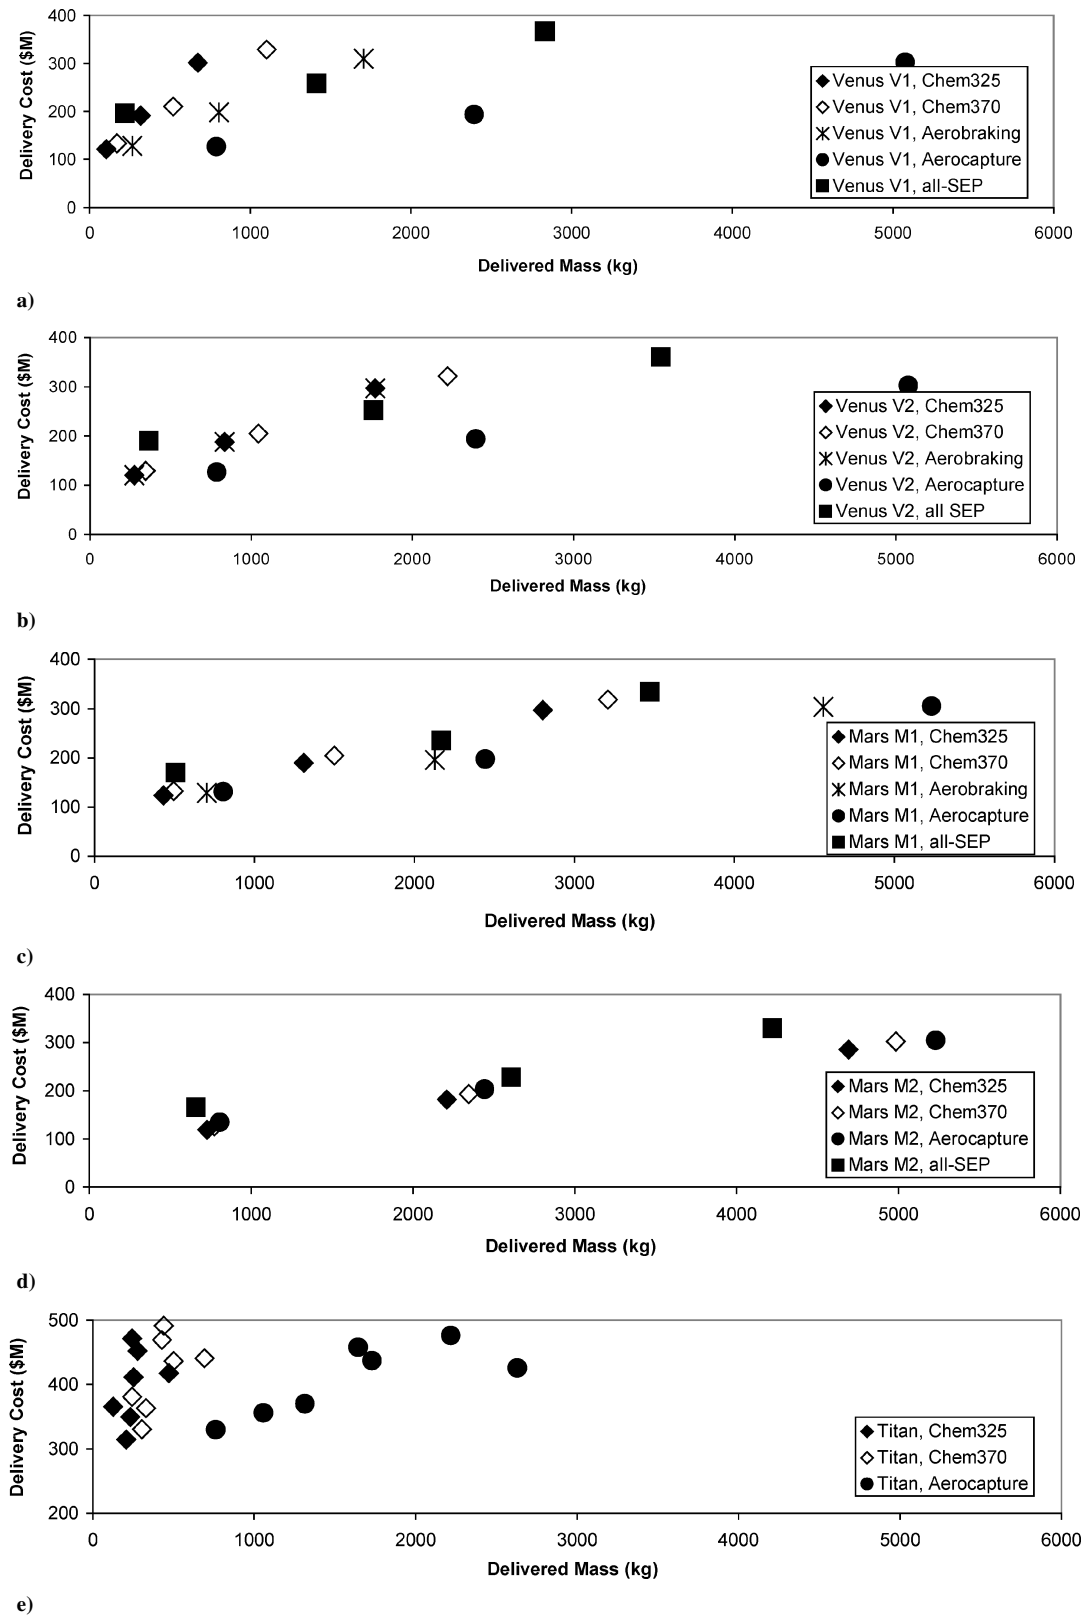 400
300
200
100
0
Delivery Cost ($M)
Venus V1, Chem325
Venus V1, Chem370
Venus V1, Aerobraking
Venus V1, Aerocapture
Venus V1, all-SEP
0 1000 2000 3000 4000 5000 6000
Delivered Mass (kg)
a)
400
300
200
100
0
Delivery Cost ($M)
Venus V2, Chem325
Venus V2, Chem370
Venus V2, Aerobraking
Venus V2, Aerocapture
Venus V2, all SEP
0 1000 2000 3000 4000 5000 6000
Delivered Mass (kg)
b)
400
300
200
100
0
Delivery Cost ($M)
Mars M1, Chem325
Mars M1, Chem370
Mars M1, Aerobraking
Mars M1, Aerocapture
Mars M1, all-SEP
0 1000 2000 3000 4000 5000 6000
Delivered Mass (kg)
c)
400
300
200
100
0
Delivery Cost ($M)
Mars M2, Chem325
Mars M2, Chem370
Mars M2, Aerocapture
Mars M2, all-SEP
0 1000 2000 3000 4000 5000 6000
Delivered Mass (kg)
d)
500
400
300
200
Delivery Cost ($M)
Titan, Chem325
Titan, Chem370
Titan, Aerocapture
0 1000 2000 3000 4000 5000 6000
Delivered Mass (kg)
e)